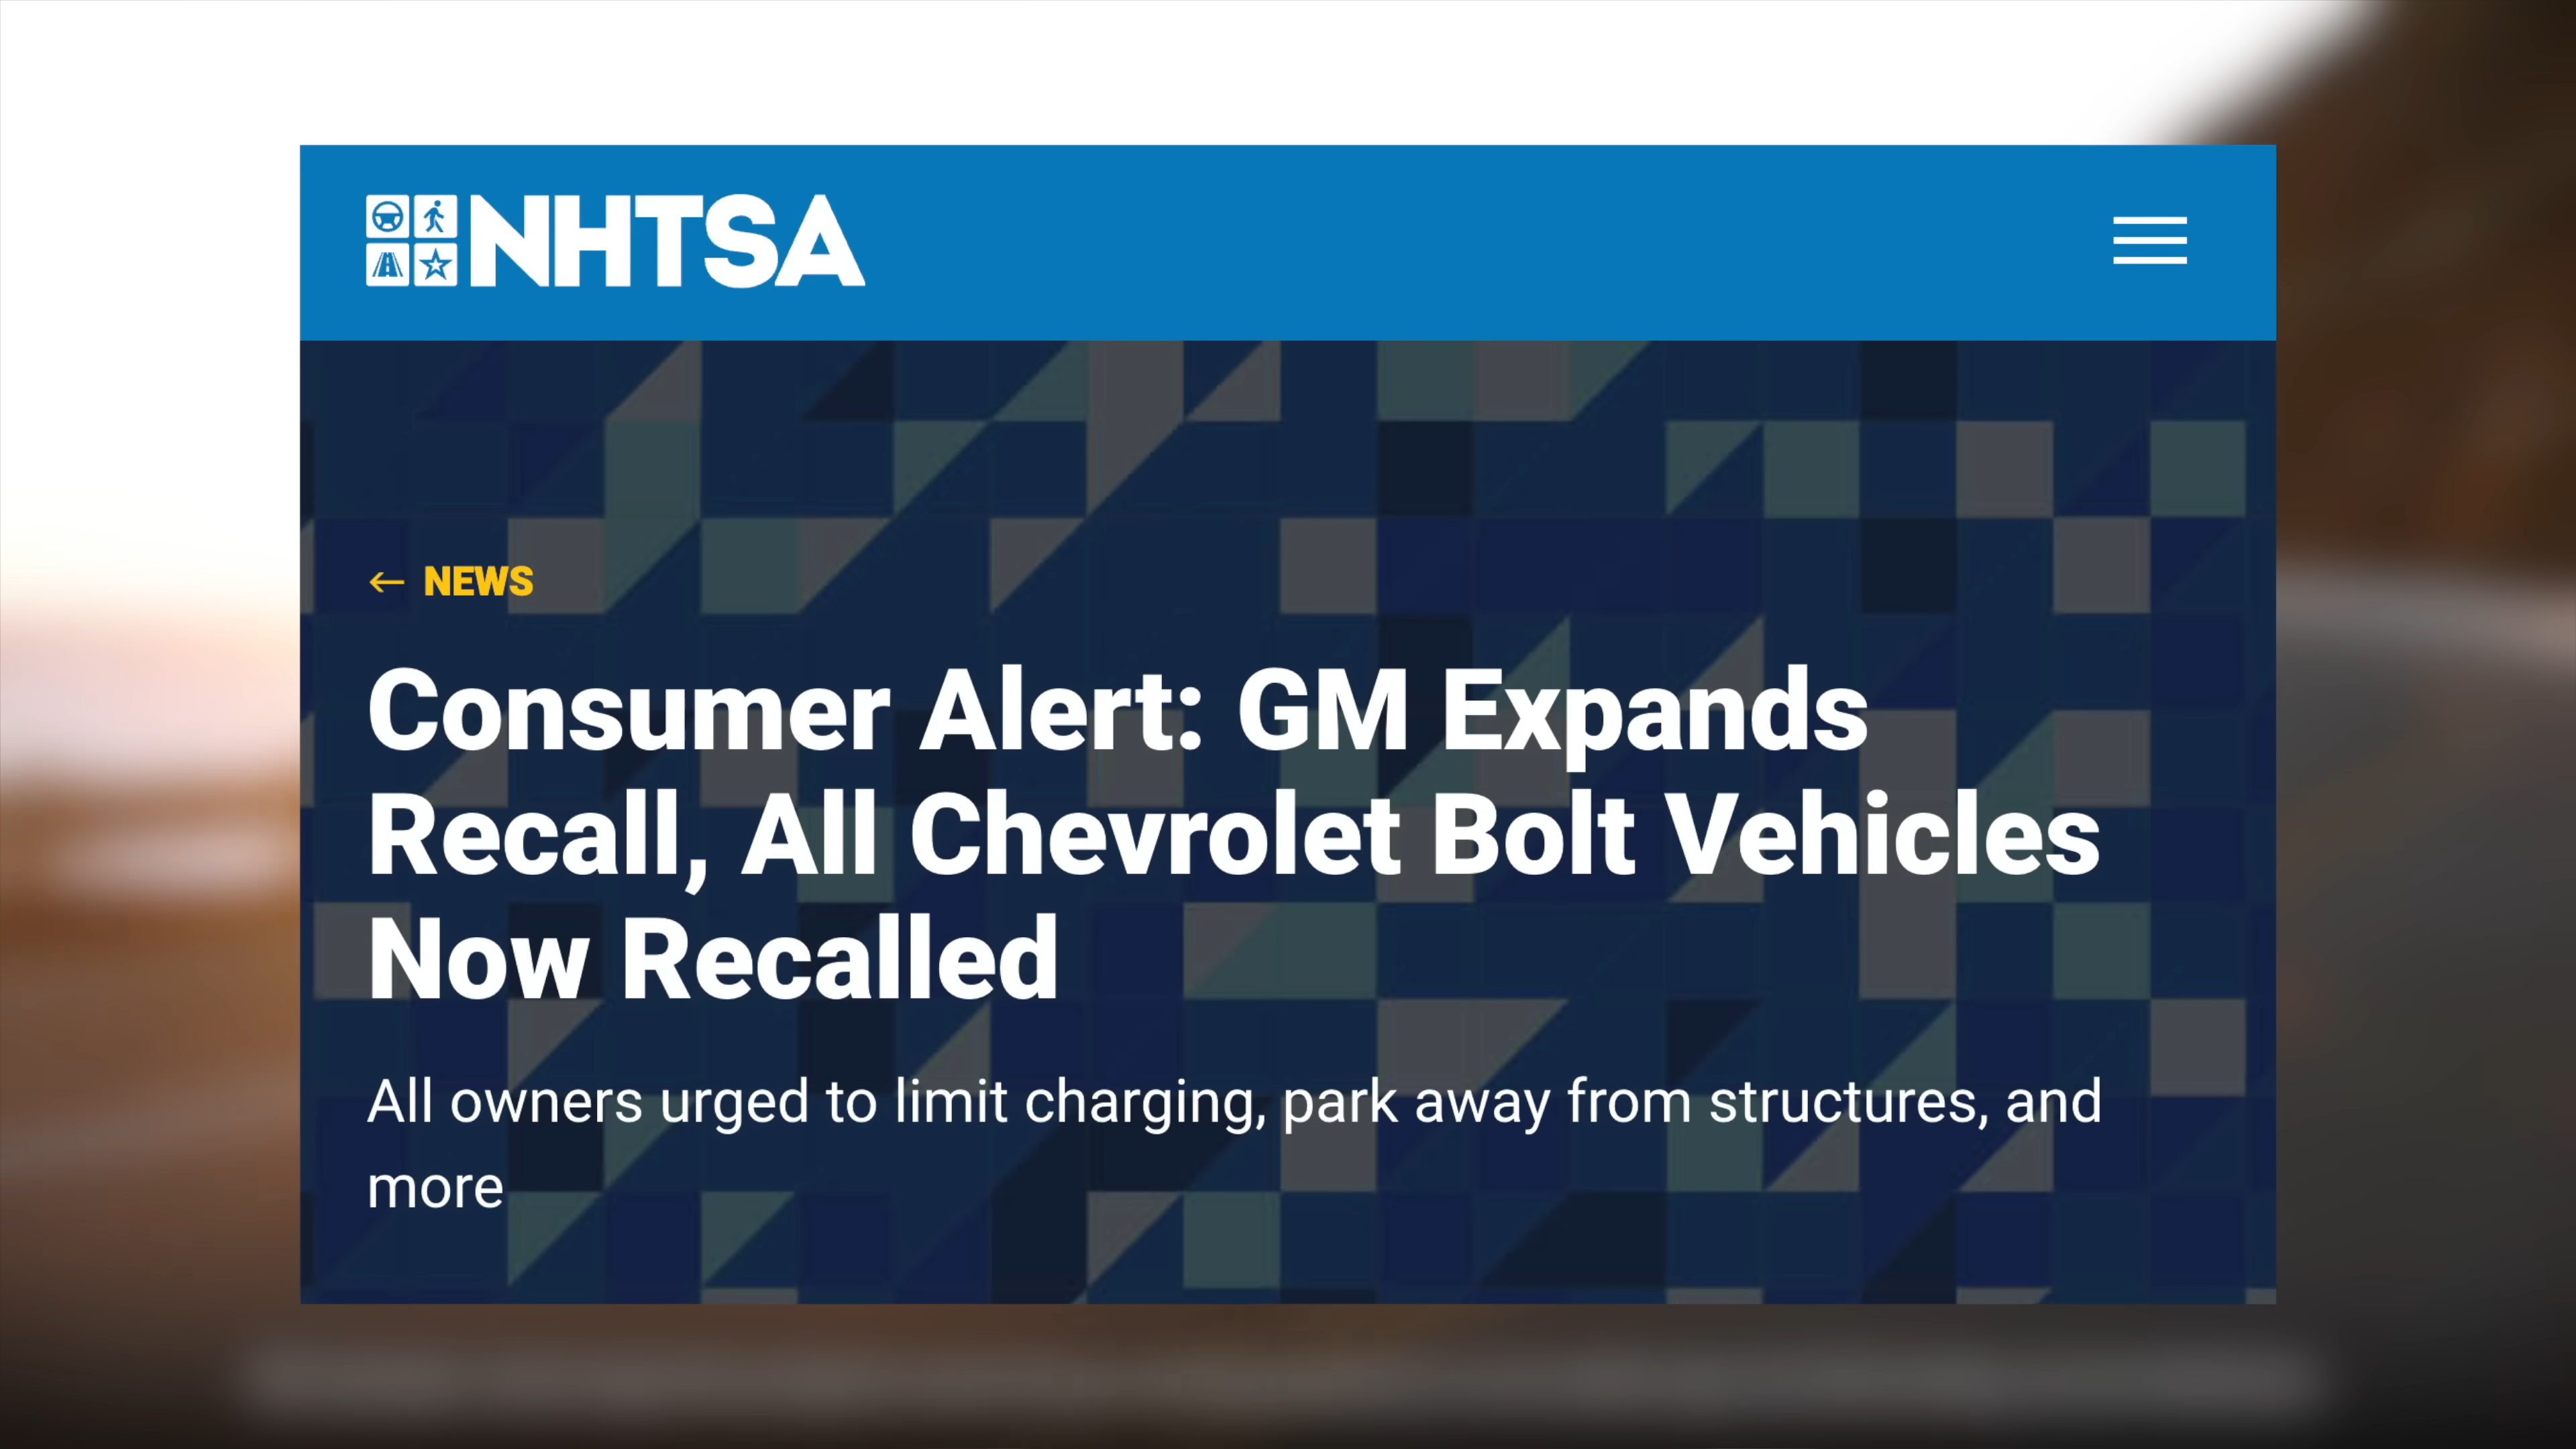 NHTSA
← NEWS
Consumer Alert: GM Expands
Recall, All Chevrolet Bolt Vehicles
Now Recalled
All owners urged to limit charging, park away from structures, and
more